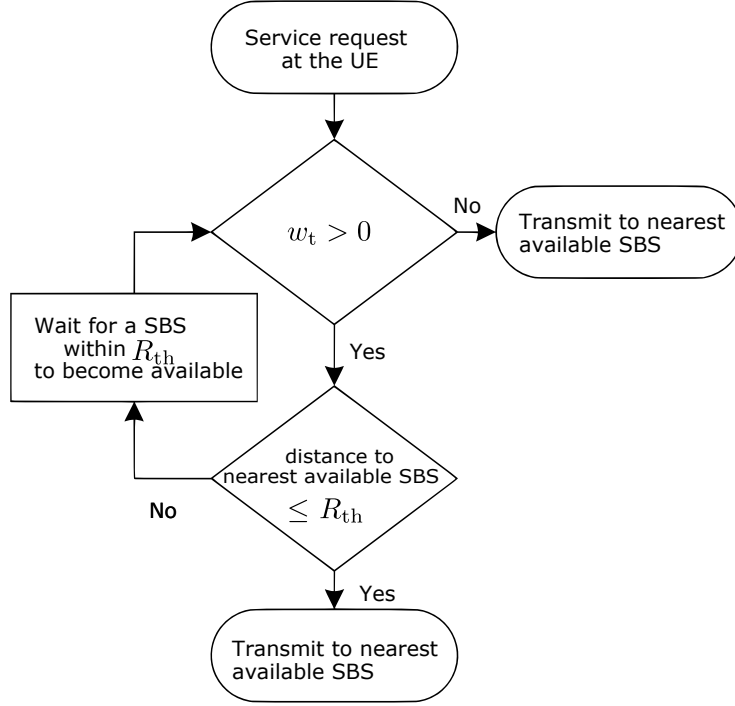 Service request
at the UE
w_t > 0
No
Transmit to nearest
available SBS
Wait for a SBS
within R_th
to become available
Yes
distance to
nearest available SBS
≤ R_th
No
Yes
Transmit to nearest
available SBS